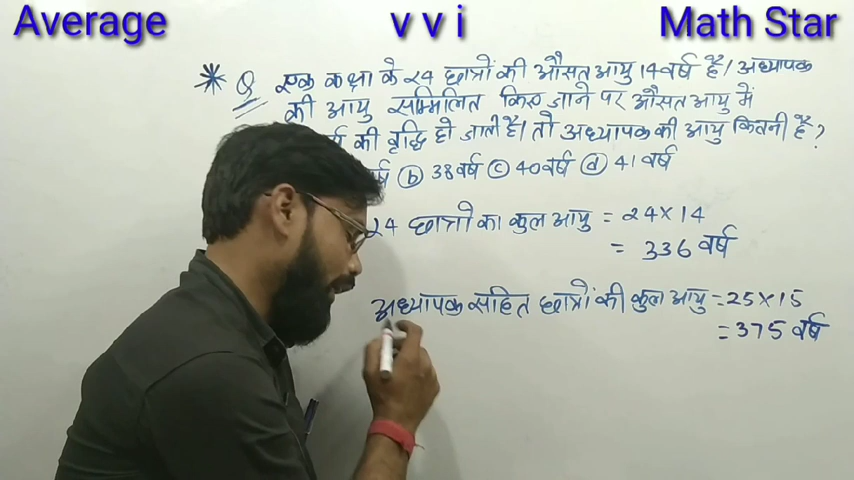 Average v v i Math Star
* Q एक कक्षा के 24 छात्रों की औसत आयु 14 वर्ष है। अध्यापक
की आयु सम्मिलित किए जाने पर औसत आयु में
की वृद्धि हो जाती है। तो अध्यापक की आयु कितनी है?
(b) 38 वर्ष (c) 40 वर्ष (d) 41 वर्ष
24 छात्रों का कुल आयु = 24 × 14
= 336 वर्ष
अध्यापक सहित छात्रों की कुल आयु = 25 × 15
= 375 वर्ष